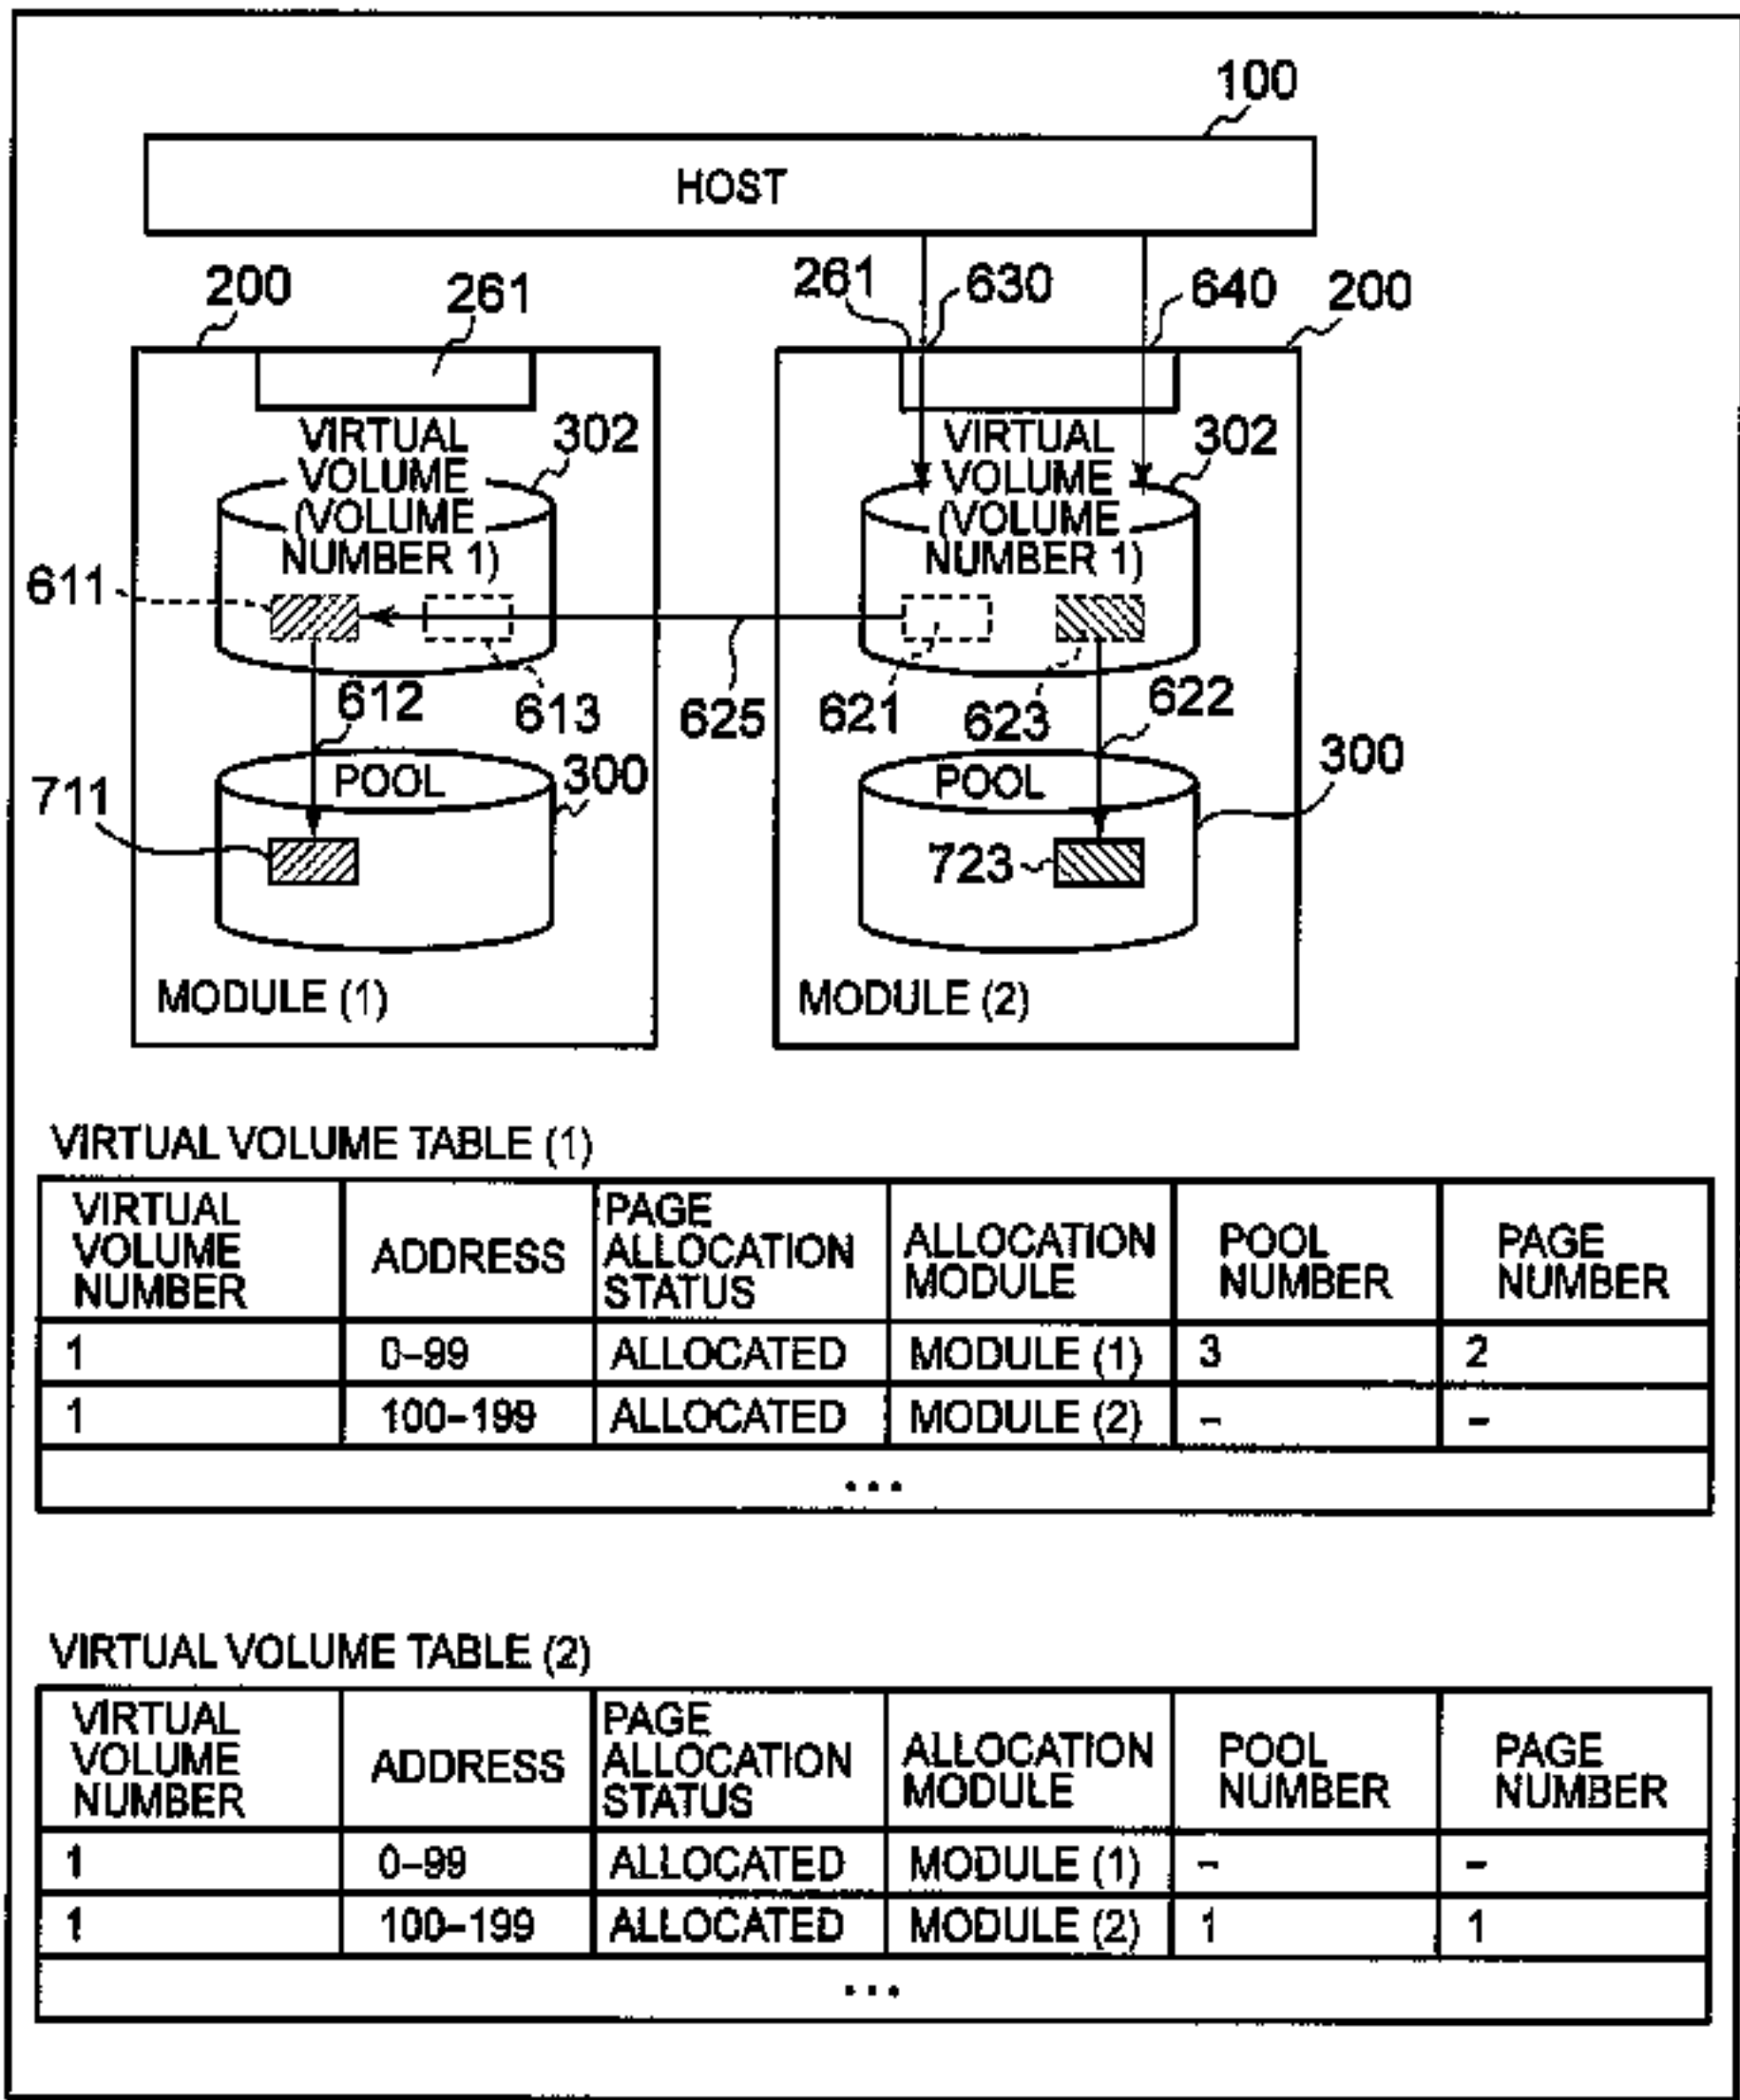 100
HOST
200
261
261
630
640
200
VIRTUAL
VOLUME
(VOLUME
NUMBER 1)
302
VIRTUAL
VOLUME
(VOLUME
NUMBER 1)
302
611
612
613
625
621
623
622
POOL
300
POOL
300
711
723
MODULE (1)
MODULE (2)
VIRTUAL VOLUME TABLE (1)
VIRTUAL VOLUME NUMBER ADDRESS PAGE ALLOCATION STATUS ALLOCATION MODULE POOL NUMBER PAGE NUMBER
1 0-99 ALLOCATED MODULE (1) 3 2
1 100-199 ALLOCATED MODULE (2) - -
...
VIRTUAL VOLUME TABLE (2)
VIRTUAL VOLUME NUMBER ADDRESS PAGE ALLOCATION STATUS ALLOCATION MODULE POOL NUMBER PAGE NUMBER
1 0-99 ALLOCATED MODULE (1) - -
1 100-199 ALLOCATED MODULE (2) 1 1
...